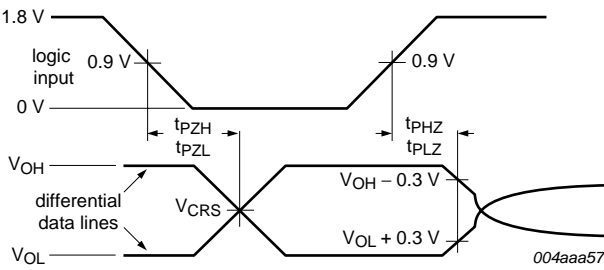 1.8 V
logic
input
0.9 V
0.9 V
0 V
tPZH
tPZL
tPHZ
tPLZ
VOH
VOH − 0.3 V
differential
data lines
VCRS
VOL + 0.3 V
VOL
004aaa57